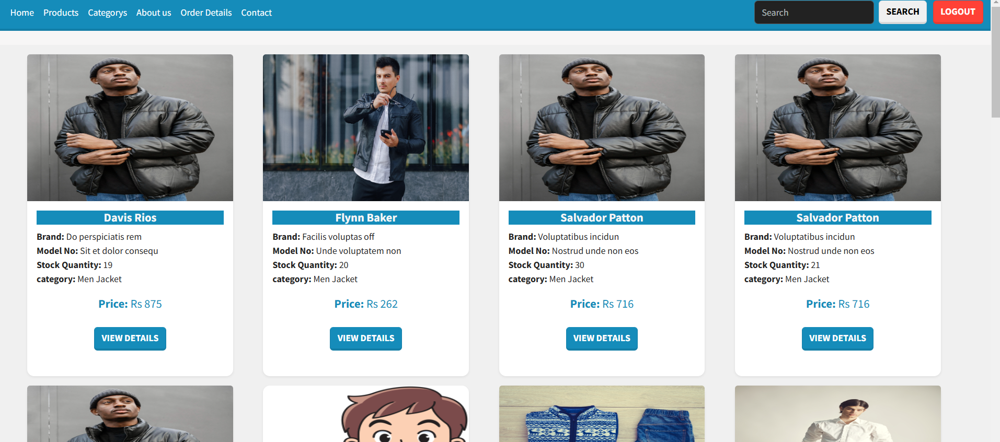 Home Products Categorys About us Order Details Contact Search SEARCH LOGOUT
Davis Rios
Brand: Do perspiciatis rem
Model No: Sit et dolor consequ
Stock Quantity: 19
category: Men Jacket
Price: Rs 875
VIEW DETAILS
Flynn Baker
Brand: Facilis voluptas off
Model No: Unde voluptatem non
Stock Quantity: 20
category: Men Jacket
Price: Rs 262
VIEW DETAILS
Salvador Patton
Brand: Voluptatibus incidun
Model No: Nostrud unde non eos
Stock Quantity: 30
category: Men Jacket
Price: Rs 716
VIEW DETAILS
Salvador Patton
Brand: Voluptatibus incidun
Model No: Nostrud unde non eos
Stock Quantity: 21
category: Men Jacket
Price: Rs 716
VIEW DETAILS